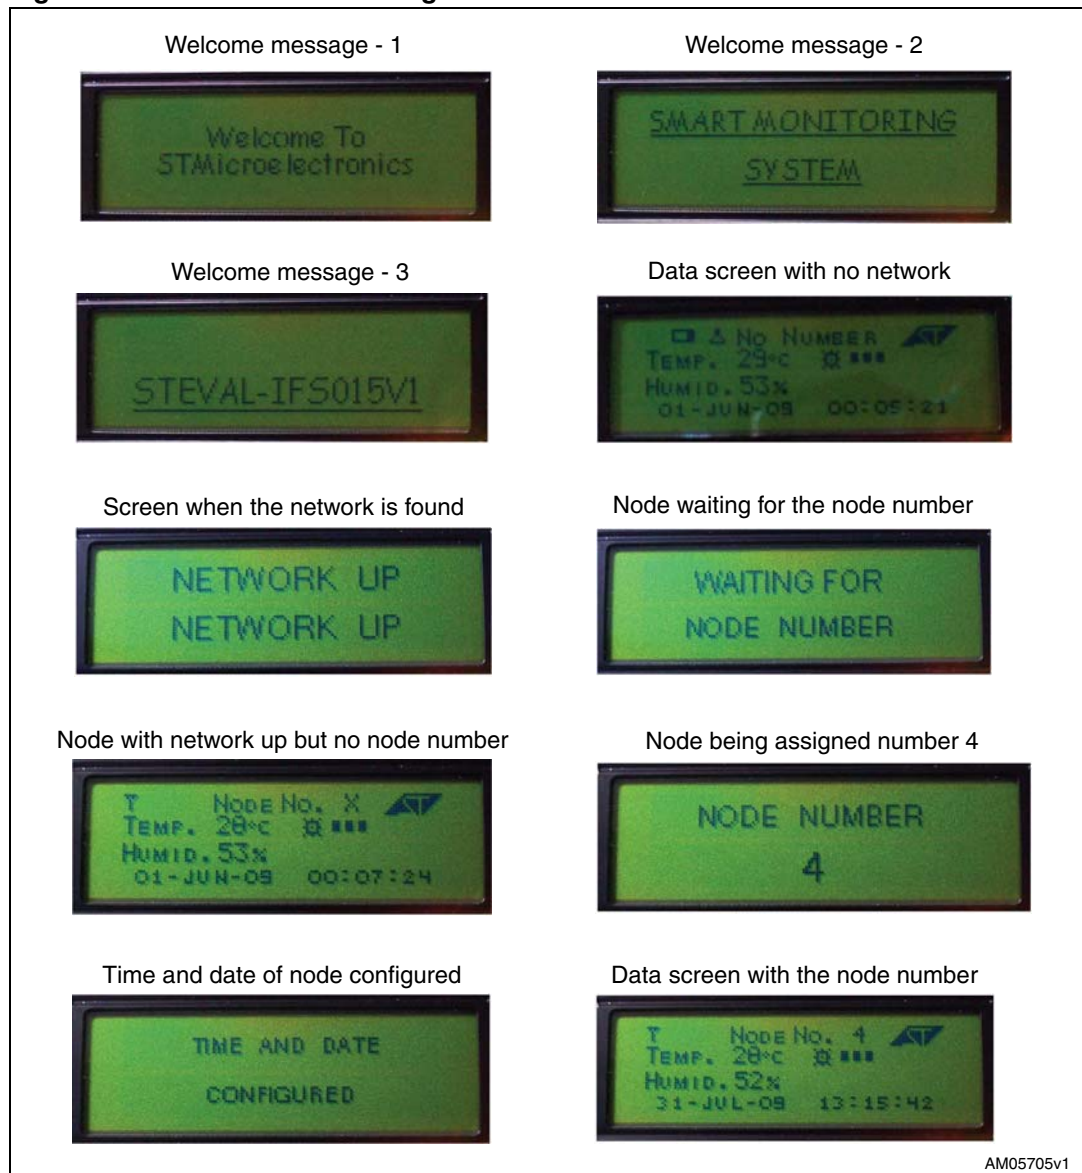 Welcome message - 1
Welcome To
STMicroelectronics
Welcome message - 2
SMART MONITORING
SYSTEM
Welcome message - 3
STEVAL-IFS015V1
Data screen with no network
No Number ST
Temp. 29°c
Humid. 53%
01-JUN-09 00:05:21
Screen when the network is found
NETWORK UP
NETWORK UP
Node waiting for the node number
WAITING FOR
NODE NUMBER
Node with network up but no node number
Node No. X ST
Temp. 28°c
Humid. 53%
01-JUN-09 00:07:24
Node being assigned number 4
NODE NUMBER
4
Time and date of node configured
TIME AND DATE
CONFIGURED
Data screen with the node number
Node No. 4 ST
Temp. 28°c
Humid. 52%
31-JUL-09 13:15:42
AM05705v1